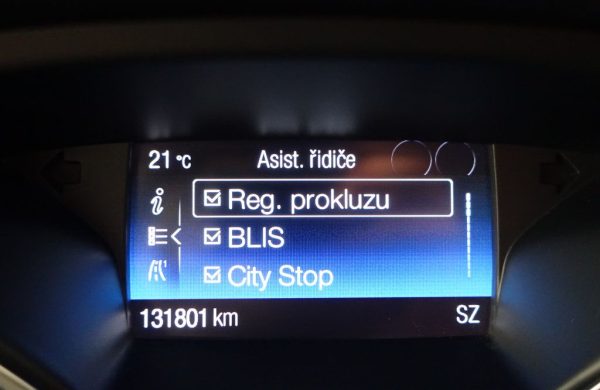 21 °C Asist. řidiče
Reg. prokluzu
BLIS
City Stop
131801 km SZ